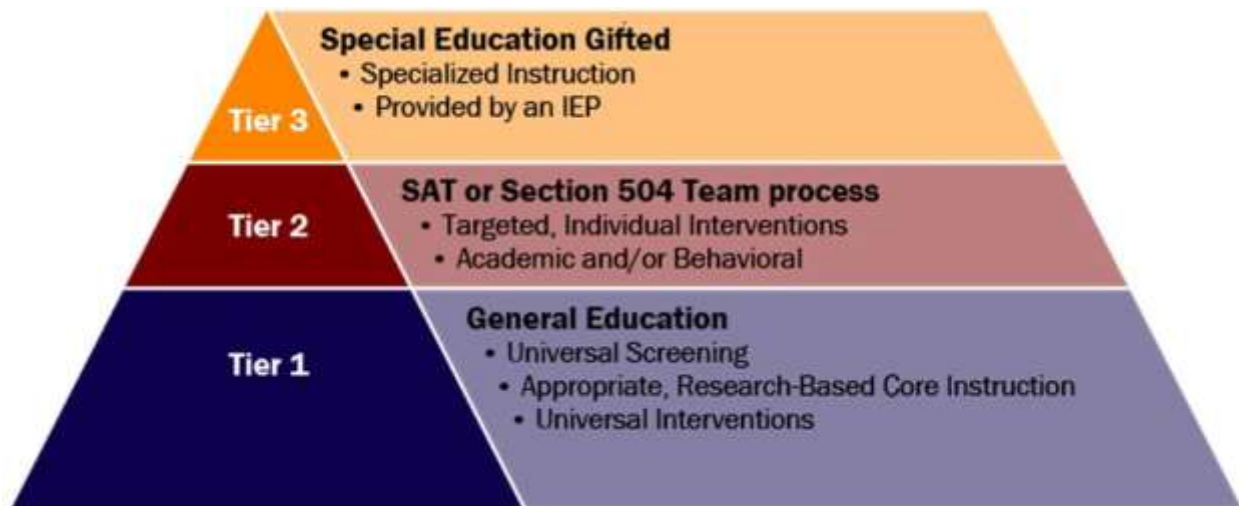 Special Education Gifted
• Specialized Instruction
• Provided by an IEP
Tier 3
SAT or Section 504 Team process
• Targeted, Individual Interventions
Tier 2
• Academic and/or Behavioral
General Education
• Universal Screening
Tier 1
• Appropriate, Research-Based Core Instruction
• Universal Interventions